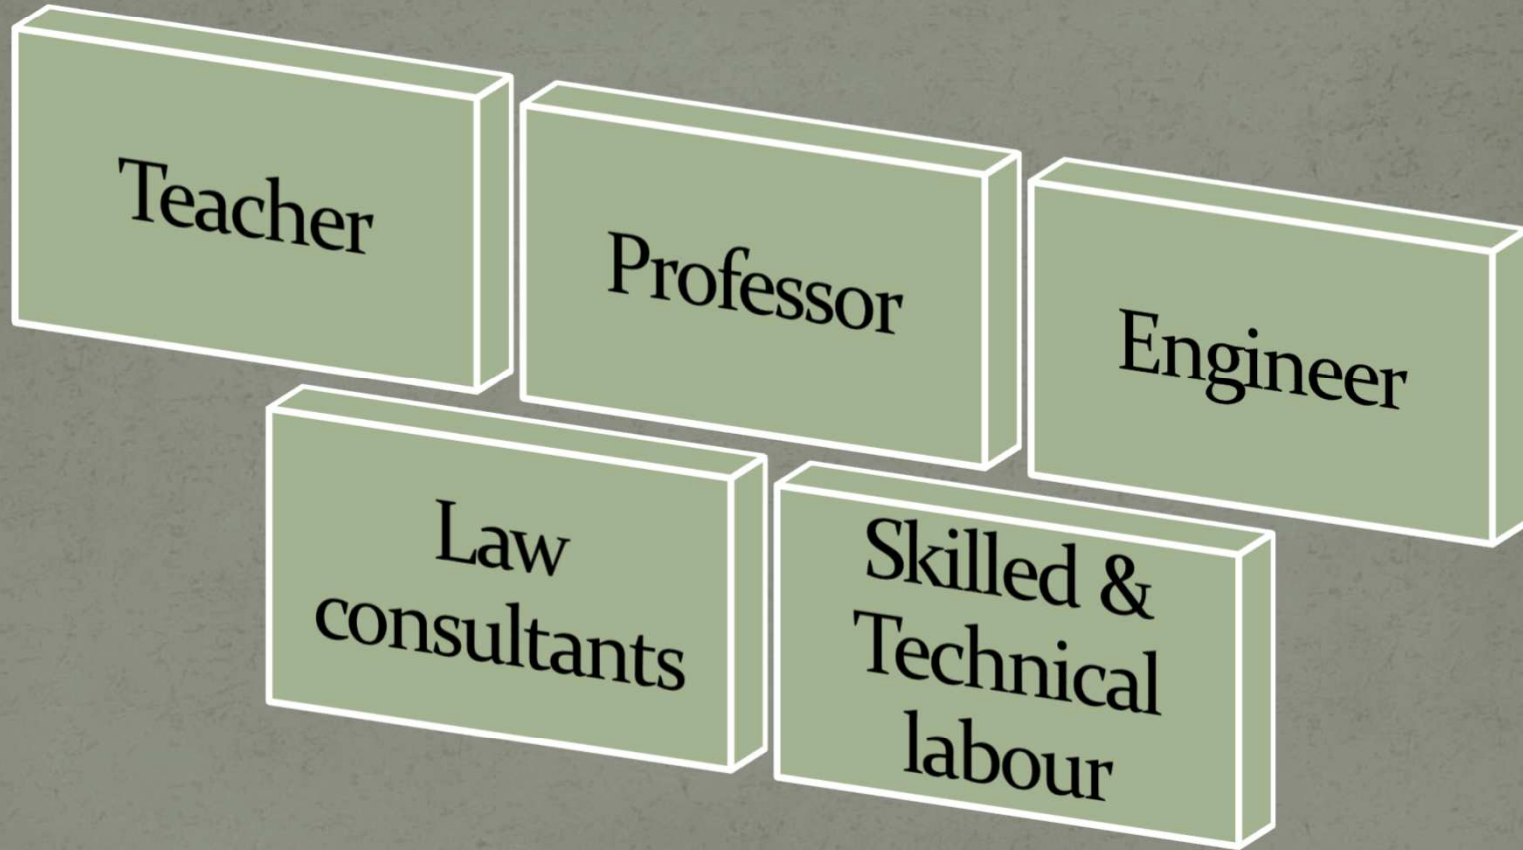 Teacher
Professor
Engineer
Law
consultants
Skilled &
Technical
labour